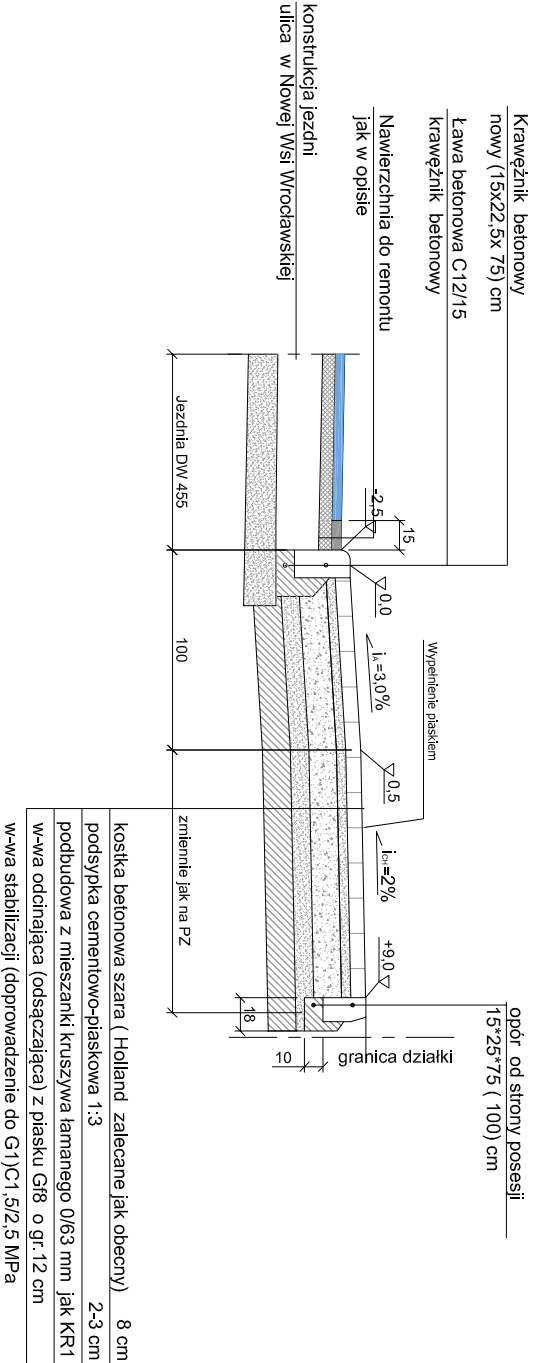 Krawężnik betonowy
nowy (15x22,5x 75) cm
Ława betonowa C12/15
krawężnik betonowy
Nawierzchnia do remontu
jak w opisie
konstrukcja jezdni
ulica w Nowej Wsi Wrocławskiej
Jezdnia DW 455
100
zmiennie jak na PZ
-2,5
15
0,0
iA=3,0%
Wypełnienie piaskiem
0,5
iCH=2%
+9,0
18
10
granica działki
opór od strony posesji
15*25*75 ( 100) cm
kostka betonowa szara ( Holland zalecane jak obecny) 8 cm
podsypka cementowo-piaskowa 1:3 2-3 cm
podbudowa z mieszanki kruszywa łamanego 0/63 mm jak KR1
w-wa odcinająca (odsączająca) z piasku Gf8 o gr.12 cm
w-wa stabilizacji (doprowadzenie do G1)C1,5/2,5 MPa